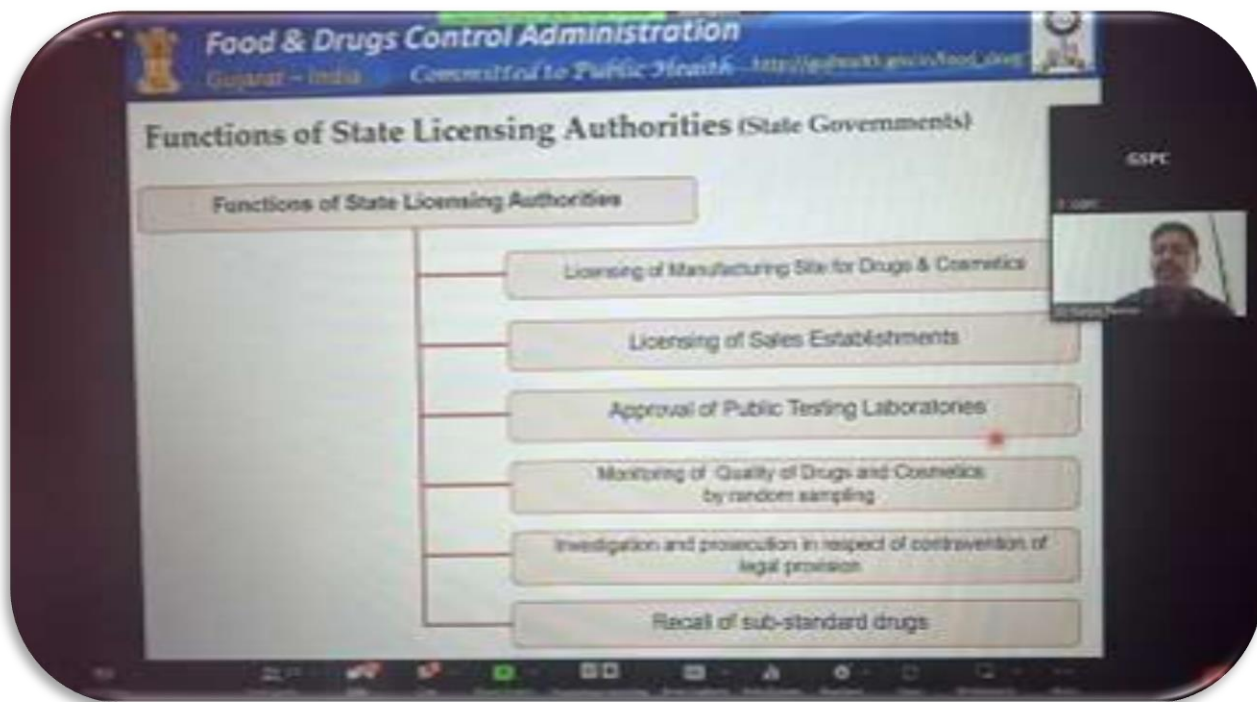 Food & Drugs Control Administration
Gujarat – India Committed to Public Health
Functions of State Licensing Authorities (State Governments)
GSPC
Functions of State Licensing Authorities
Licensing of Manufacturing Site for Drugs & Cosmetics
Licensing of Sales Establishments
Approval of Public Testing Laboratories
Monitoring of Quality of Drugs and Cosmetics
by random sampling
Investigation and prosecution in respect of contravention of
legal provision
Recall of sub-standard drugs